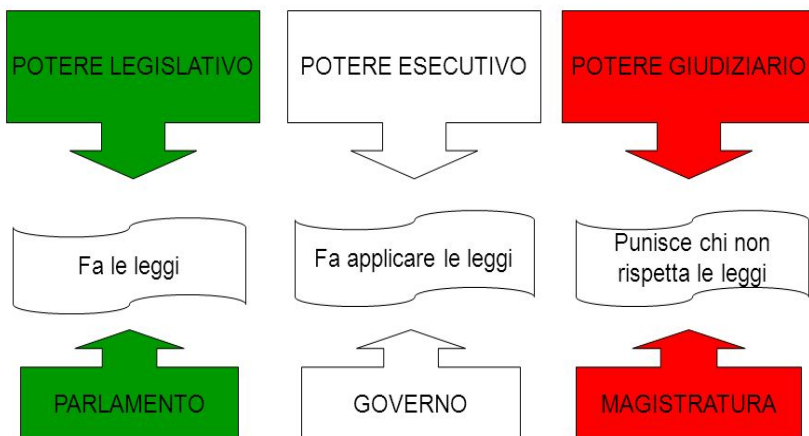 POTERE LEGISLATIVO
POTERE ESECUTIVO
POTERE GIUDIZIARIO
Fa le leggi
Fa applicare le leggi
Punisce chi non
rispetta le leggi
PARLAMENTO
GOVERNO
MAGISTRATURA